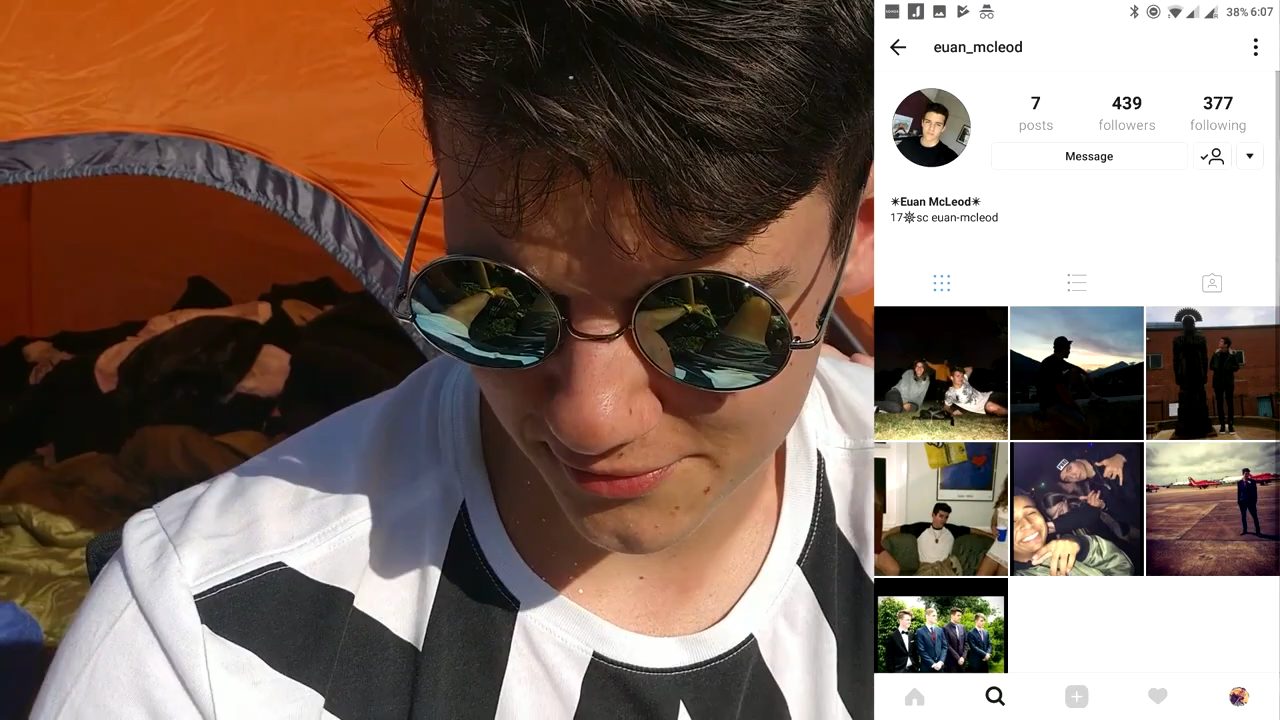 38% 6:07
euan_mcleod
7
439
377
posts
followers
following
Message
✴Euan McLeod✴
17⎈sc euan-mcleod